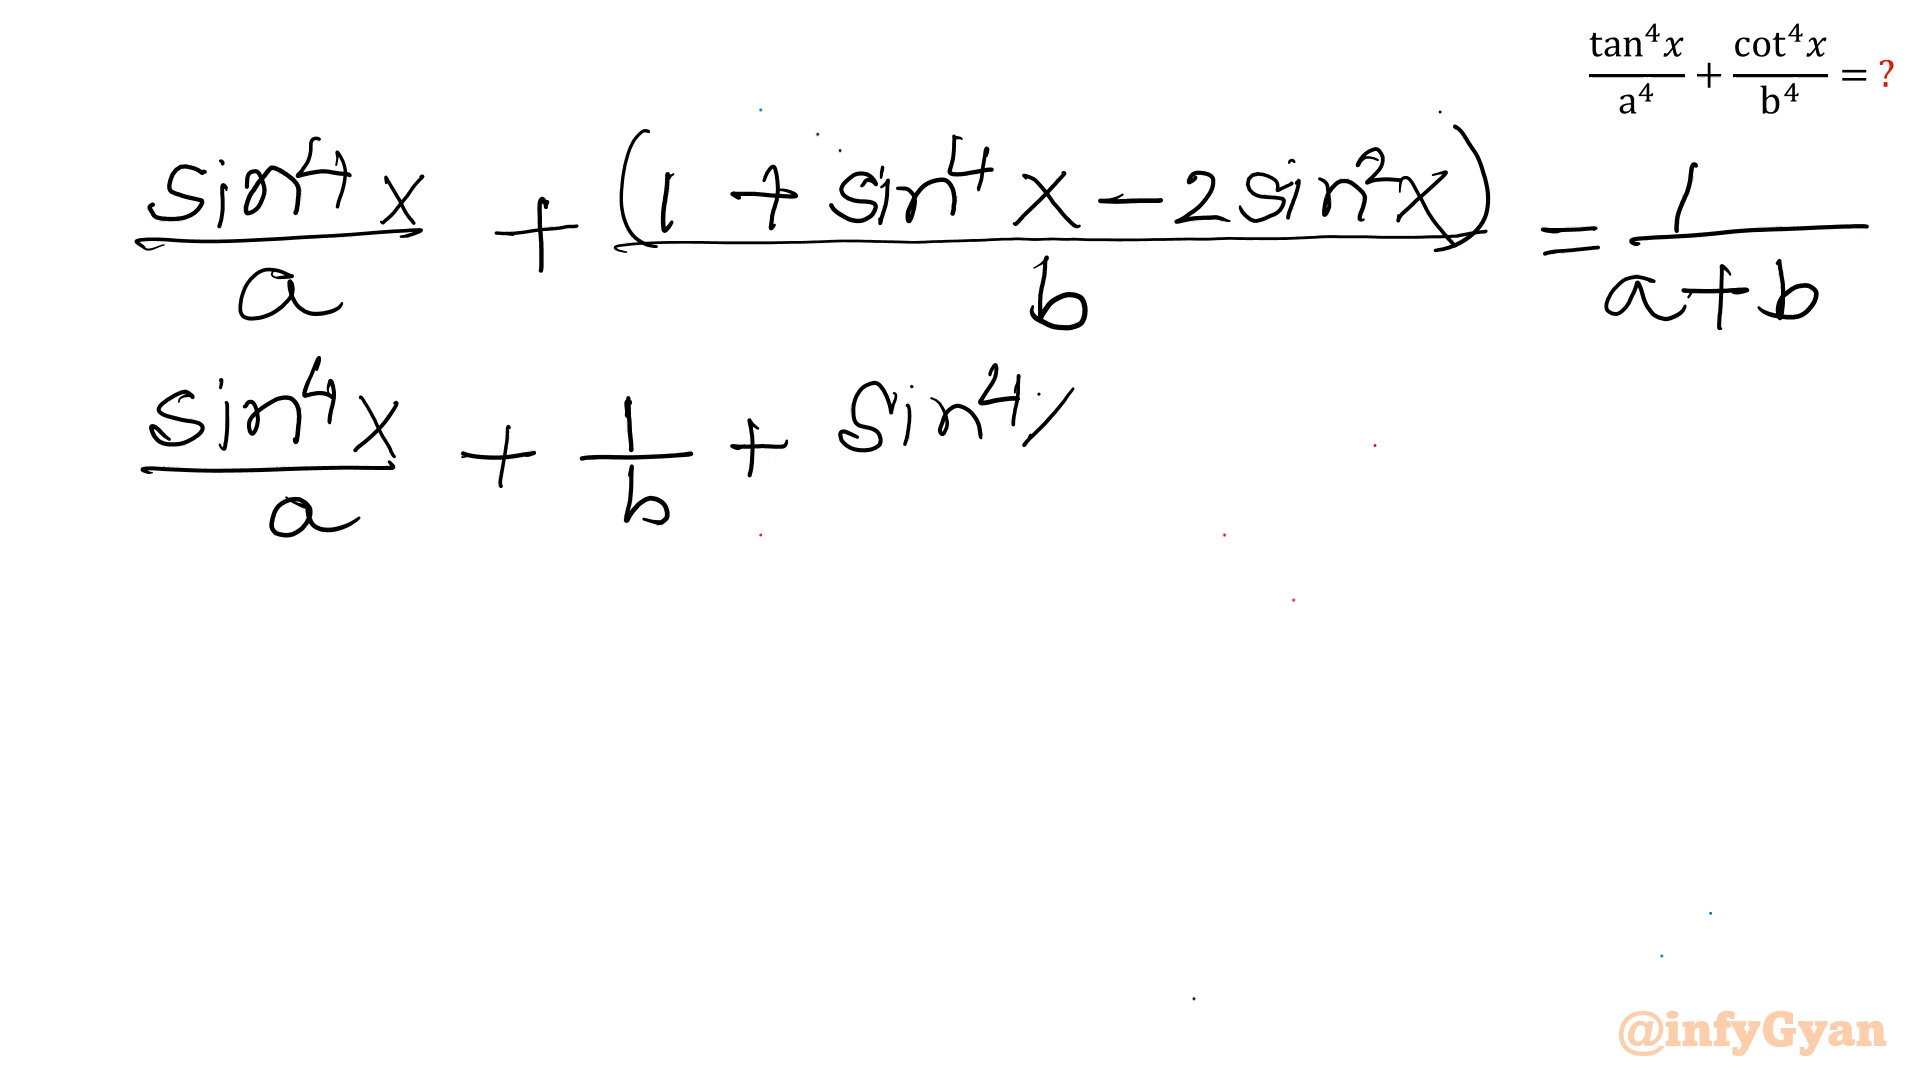 tan⁴x/a⁴ + cot⁴x/b⁴ = ?
sin⁴x/a + (1 + sin⁴x − 2sin²x)/b = 1/(a+b)
sin⁴x/a + 1/b + sin⁴
@infyGyan